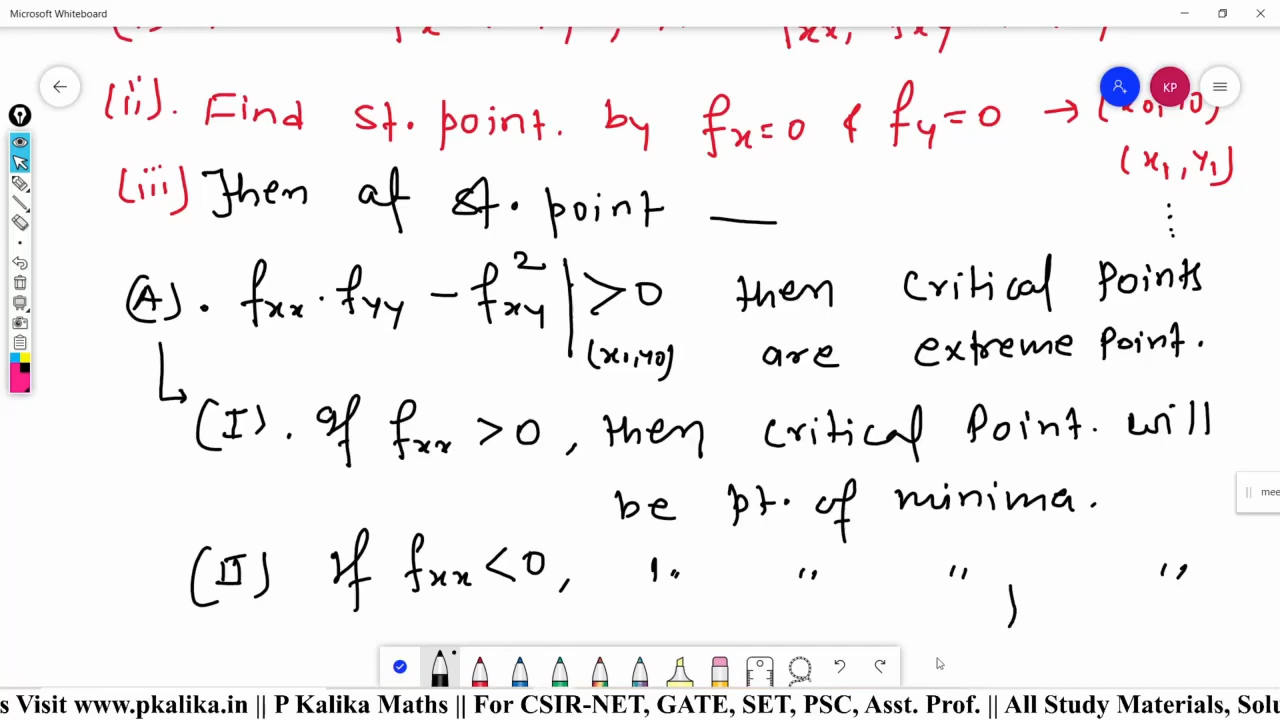 Microsoft Whiteboard
(ii). Find St. point. by fx=0 & fy=0 →
KP
(x1, y1)
(iii) Then at St. point —
⋮
(A). fxx . fyy − fxy² | > 0 then critical points
(x0, y0) are extreme point.
(I). If fxx > 0, then critical Point. will
mee
be pt. of minima.
(II) If fxx < 0, " " " "
s Visit www.pkalika.in || P Kalika Maths || For CSIR-NET, GATE, SET, PSC, Asst. Prof. || All Study Materials, Solu